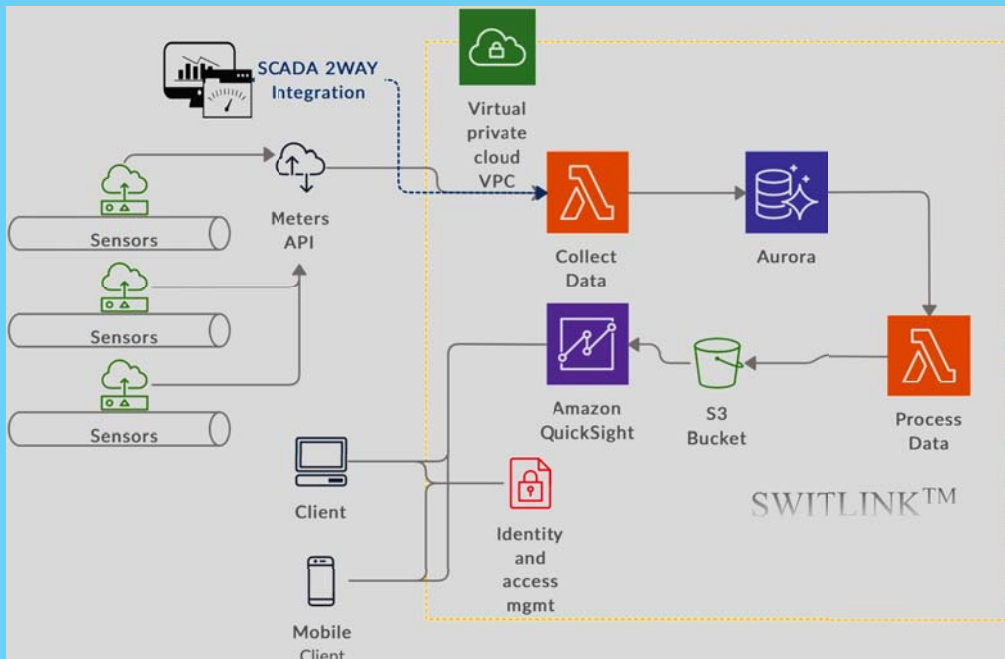 SCADA 2WAY
Integration
Virtual
private
cloud
VPC
Sensors
Meters
API
Collect
Data
Aurora
Sensors
Sensors
Amazon
QuickSight
S3
Bucket
Process
Data
SWITLINK™
Client
Identity
and
access
mgmt
Mobile
Client